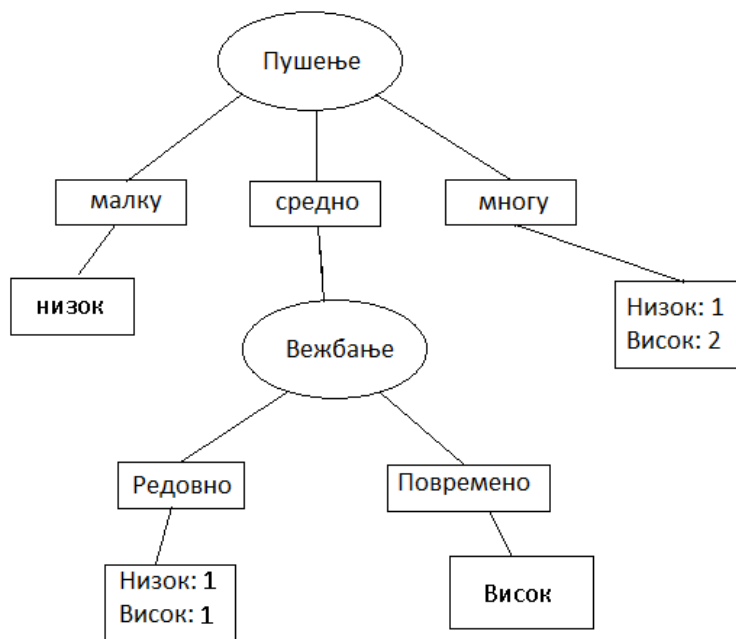 Пушење
малку
средно
многу
низок
Низок: 1
Висок: 2
Вежбање
Редовно
Повремено
Низок: 1
Висок: 1
Висок